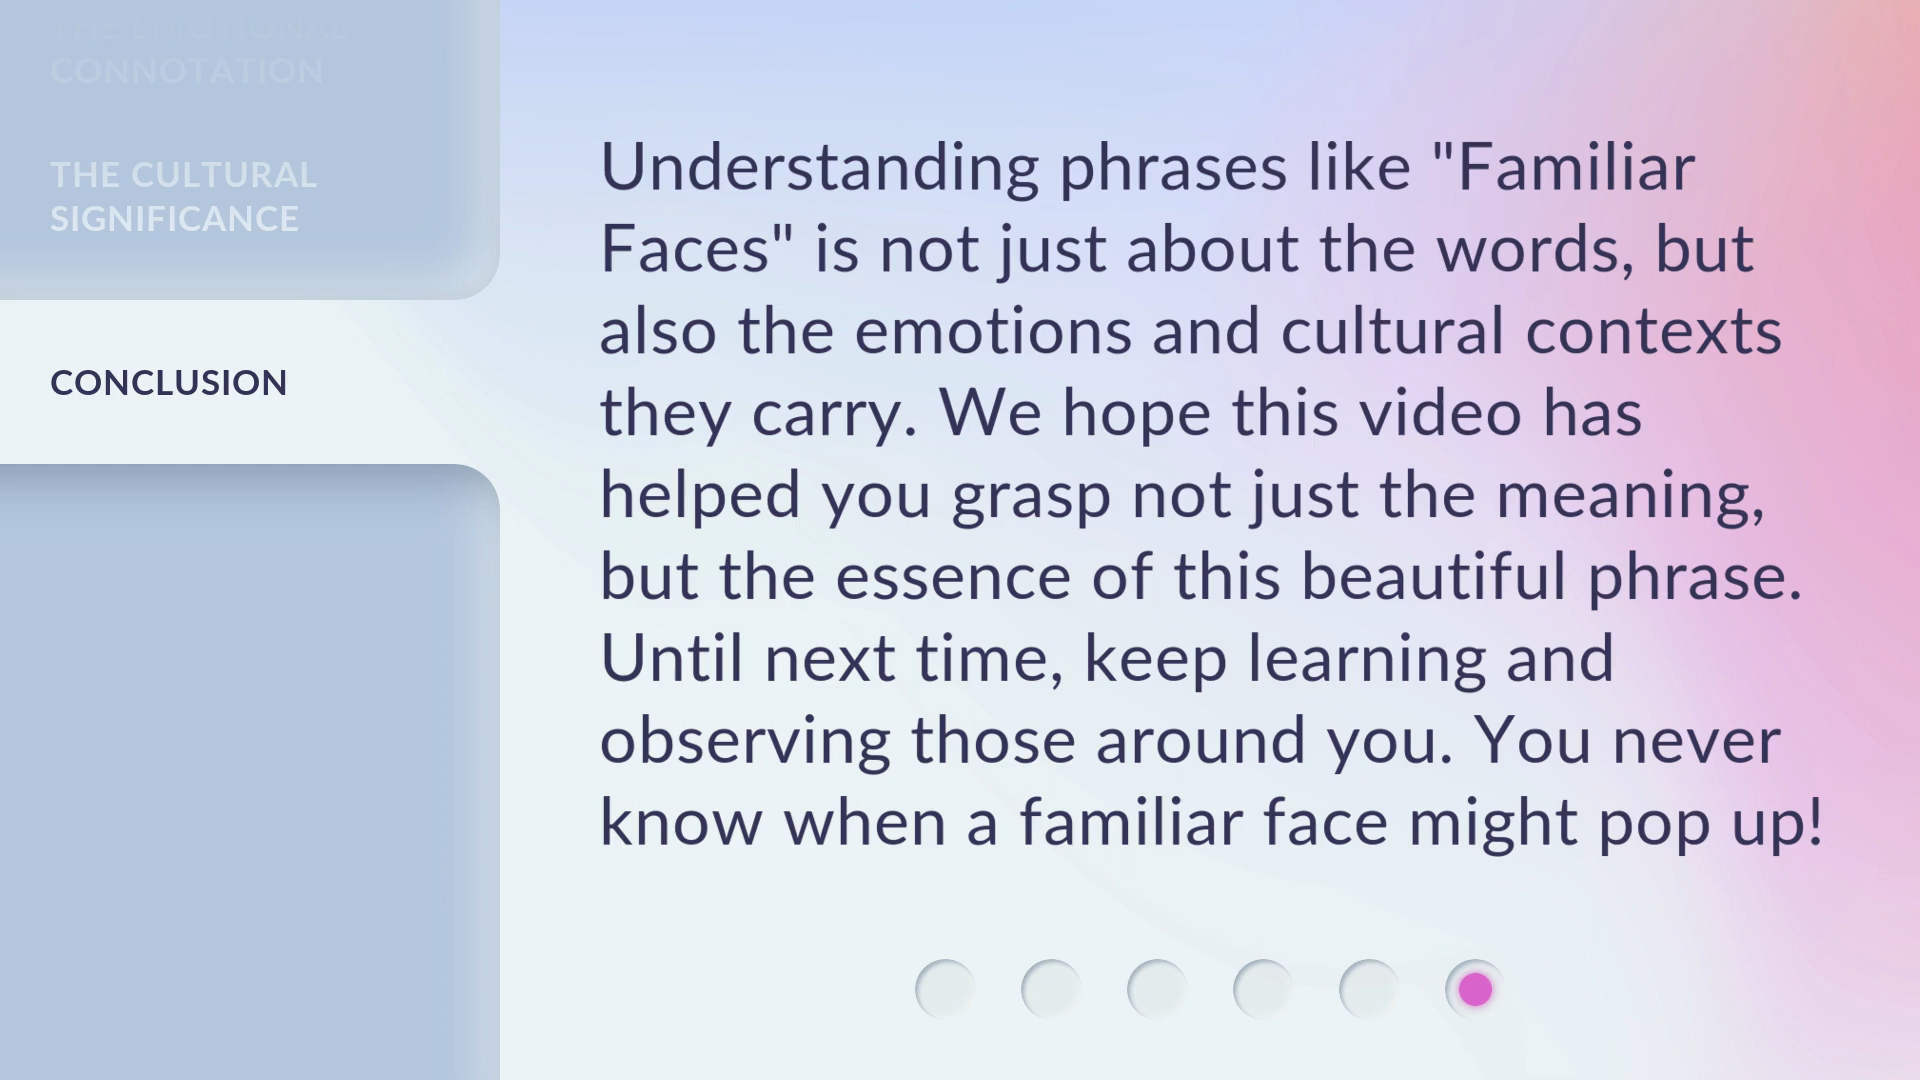 THE EMOTIONAL
CONNOTATION
THE CULTURAL
SIGNIFICANCE
CONCLUSION
Understanding phrases like "Familiar
Faces" is not just about the words, but
also the emotions and cultural contexts
they carry. We hope this video has
helped you grasp not just the meaning,
but the essence of this beautiful phrase.
Until next time, keep learning and
observing those around you. You never
know when a familiar face might pop up!